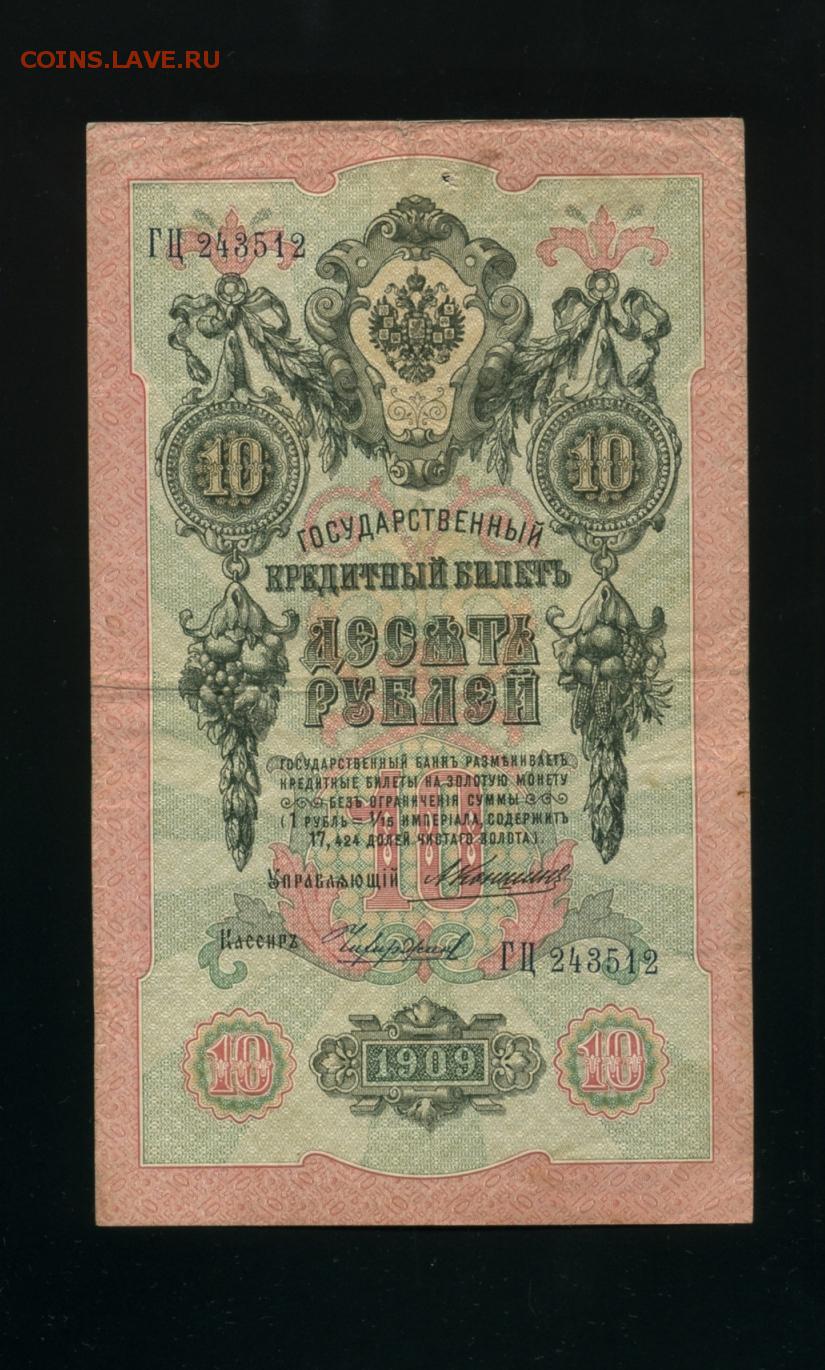 COINS.LAVE.RU
ГЦ 243512
10 10
ГОСУДАРСТВЕННЫЙ
КРЕДИТНЫЙ БИЛЕТЪ
ДЕСЯТЬ
РУБЛЕЙ
ГОСУДАРСТВЕННЫЙ БАНКЪ РАЗМѢНИВАЕТЪ
КРЕДИТНЫЕ БИЛЕТЫ НА ЗОЛОТУЮ МОНЕТУ
БЕЗЪ ОГРАНИЧЕНІЯ СУММЫ
(1 РУБЛЬ = 1/15 ИМПЕРІАЛА, СОДЕРЖИТЪ
17,424 ДОЛЕЙ ЧИСТАГО ЗОЛОТА).
10
УПРАВЛЯЮЩІЙ
КАССИРЪ
ГЦ 243512
10 1909 10